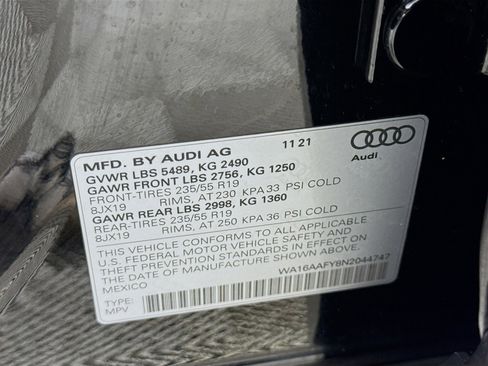 MFD. BY AUDI AG 11 21
GVWR LBS 5489, KG 2490
GAWR FRONT LBS 2756, KG 1250
FRONT-TIRES 235/55 R19
8JX19 RIMS, AT 230 KPA 33 PSI COLD
GAWR REAR LBS 2998, KG 1360
REAR-TIRES 235/55 R19
8JX19 RIMS, AT 250 KPA 36 PSI COLD
THIS VEHICLE CONFORMS TO ALL APPLICABLE
U.S. FEDERAL MOTOR VEHICLE SAFETY AND
THEFT PREVENTION STANDARDS IN EFFECT ON
THE DATE OF MANUFACTURE SHOWN ABOVE.
MEXICO
Audi
WA16AAFY8N2044747
TYPE:
MPV